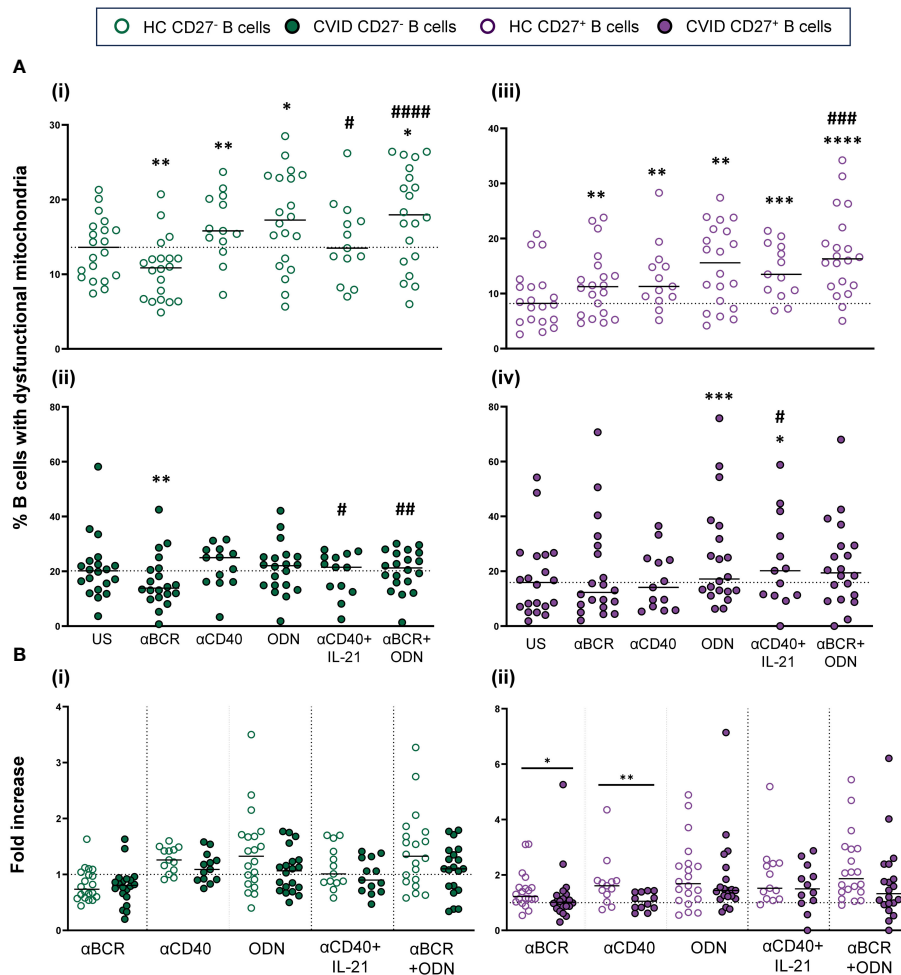 HC CD27⁻ B cells CVID CD27⁻ B cells HC CD27⁺ B cells CVID CD27⁺ B cells
A
% B cells with dysfunctional mitochondria
(i)
30
20
10
0
** ** * # #### *
(iii)
40
30
20
10
0
** ** ** *** ### ****
(ii)
80
60
40
20
0
** # ##
US αBCR αCD40 ODN αCD40+ IL-21 αBCR+ ODN
(iv)
80
60
40
20
0
*** # *
US αBCR αCD40 ODN αCD40+ IL-21 αBCR+ ODN
B
Fold increase
(i)
4
3
2
1
0
αBCR αCD40 ODN αCD40+ IL-21 αBCR +ODN
(ii)
8
6
4
2
0
* **
αBCR αCD40 ODN αCD40+ IL-21 αBCR +ODN